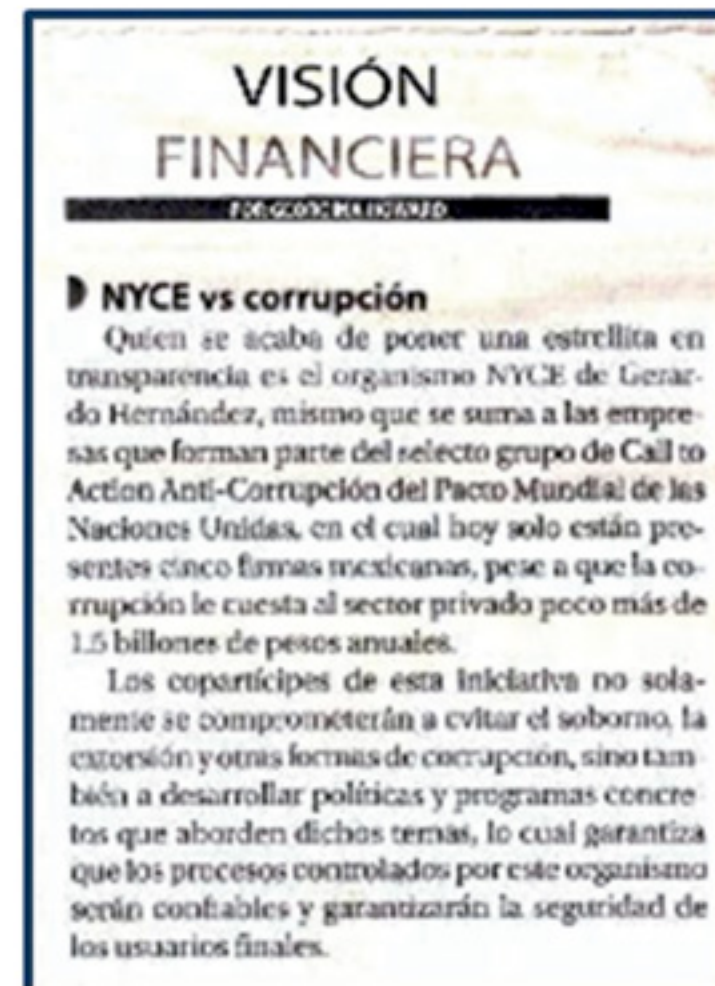 VISIÓN
FINANCIERA
POR GEORGINA HOWARD
NYCE vs corrupción
Quien se acaba de poner una estrellita en
transparencia es el organismo NYCE de Gerar-
do Hernández, mismo que se suma a las empre-
sas que forman parte del selecto grupo de Call to
Action Anti-Corrupción del Pacto Mundial de las
Naciones Unidas, en el cual hoy solo están pre-
sentes cinco firmas mexicanas, pese a que la co-
rrupción le cuesta al sector privado poco más de
1.5 billones de pesos anuales.
Los copartícipes de esta iniciativa no sola-
mente se comprometerán a evitar el soborno, la
extorsión y otras formas de corrupción, sino tam-
bién a desarrollar políticas y programas concre-
tos que aborden dichos temas, lo cual garantiza
que los procesos controlados por este organismo
serán confiables y garantizarán la seguridad de
los usuarios finales.